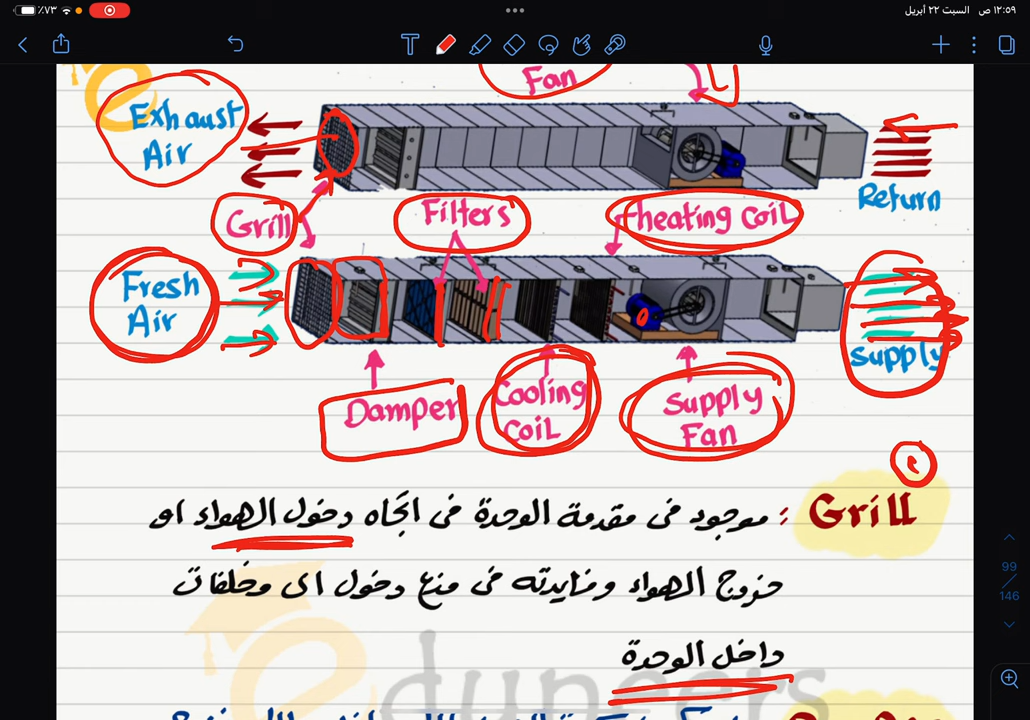 ٪٧٣
١٢:٥٩ ص السبت ٢٢ أبريل
Fan
Exhaust
Air
Return
Grill
Filters
heating coil
Fresh
Air
Supply
Damper
Cooling
Coil
Supply
Fan
Grill : موجود فى مقدمة الوحدة فى اتجاه دخول الهواء او
خروج الهواء وفايدته فى منع دخول اى مخلفات
داخل الوحدة
99
146
edungers